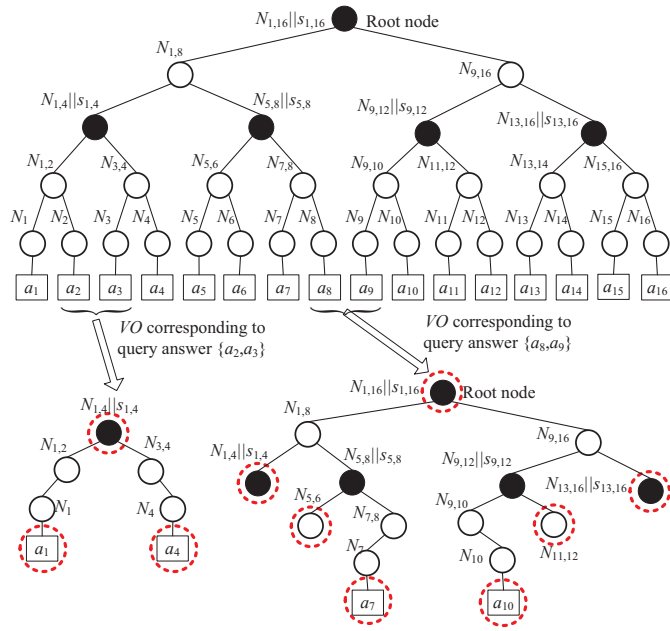 N1,16||s1,16 Root node
N1,8 N9,16
N1,4||s1,4 N5,8||s5,8 N9,12||s9,12 N13,16||s13,16
N1,2 N3,4 N5,6 N7,8 N9,10 N11,12 N13,14 N15,16
N1 N2 N3 N4 N5 N6 N7 N8 N9 N10 N11 N12 N13 N14 N15 N16
a1 a2 a3 a4 a5 a6 a7 a8 a9 a10 a11 a12 a13 a14 a15 a16
VO corresponding to
query answer {a2,a3}
VO corresponding to
query answer {a8,a9}
N1,4||s1,4
N1,2 N3,4
N1 N4
a1 a4
N1,16||s1,16 Root node
N1,8 N9,16
N1,4||s1,4 N5,8||s5,8 N9,12||s9,12 N13,16||s13,16
N5,6 N7,8 N9,10 N11,12
N7 N10
a7 a10